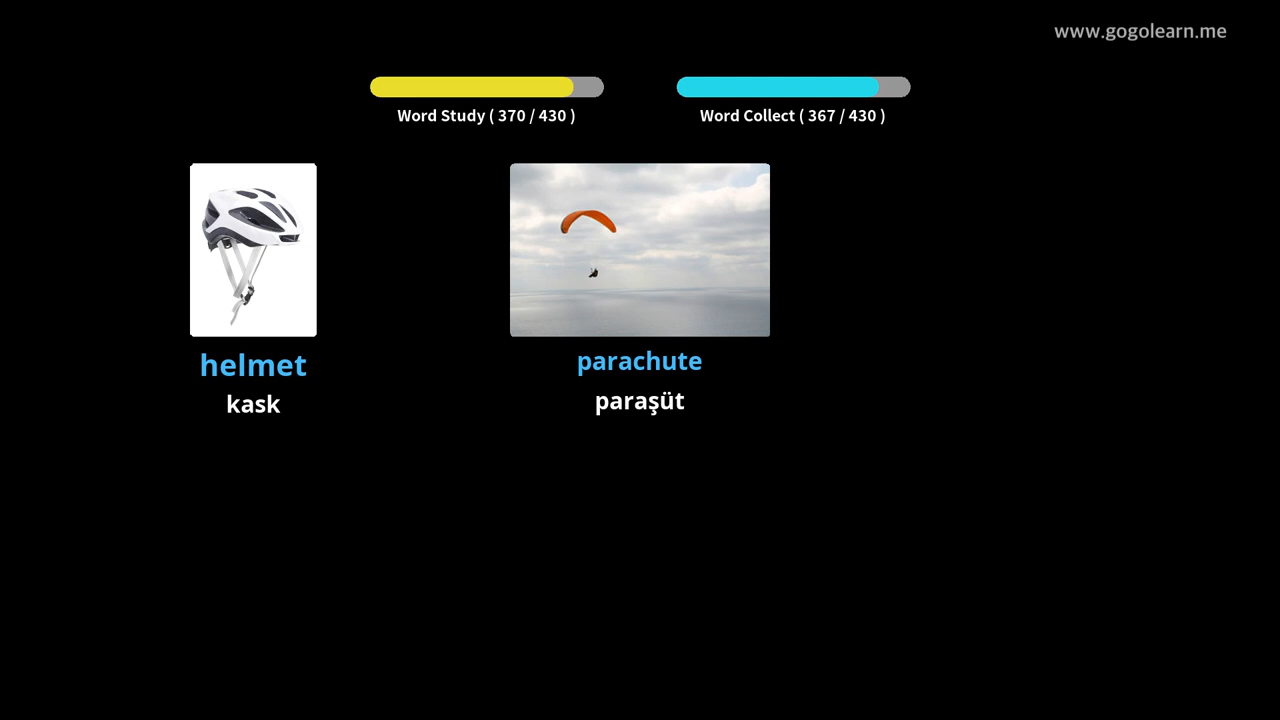 www.gogolearn.me
Word Study ( 370 / 430 )
Word Collect ( 367 / 430 )
helmet
kask
parachute
paraşüt